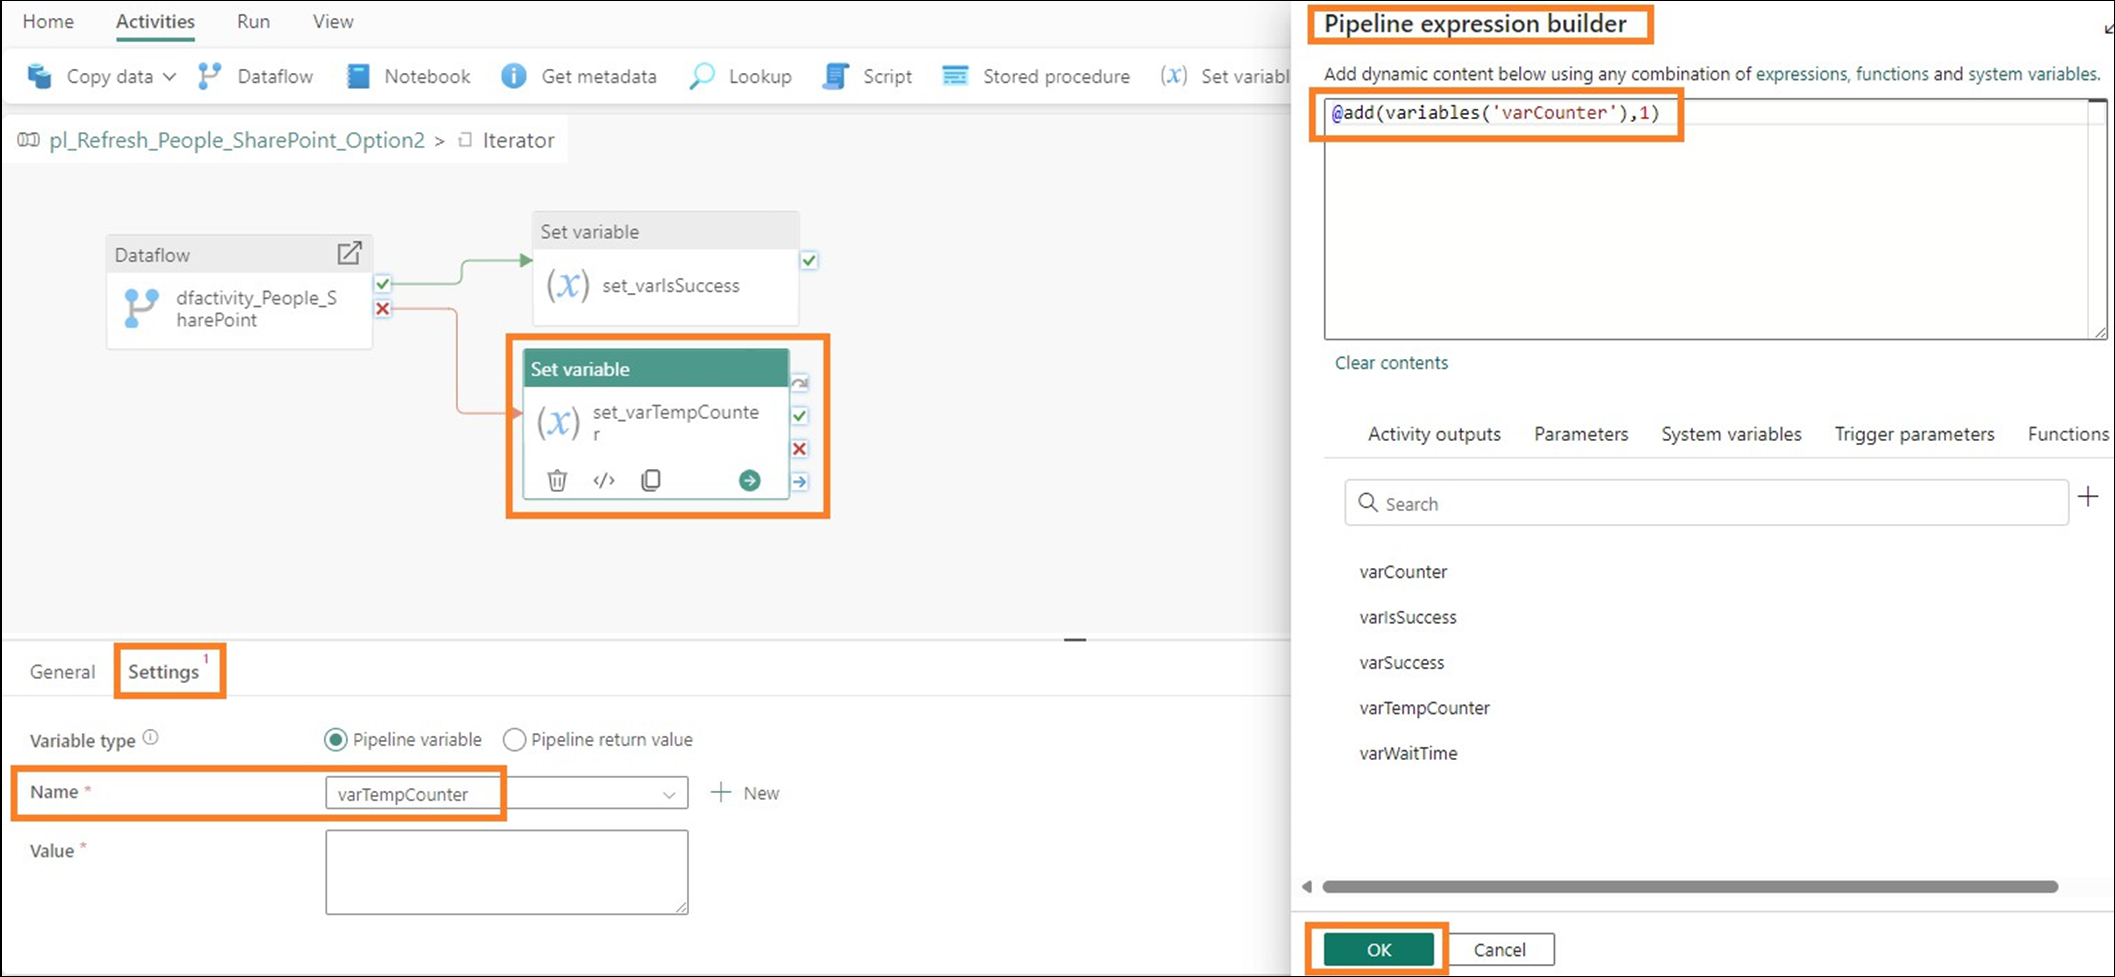 Home Activities Run View
Copy data Dataflow Notebook Get metadata Lookup Script Stored procedure (x) Set variabl
pl_Refresh_People_SharePoint_Option2 > Iterator
Dataflow
dfactivity_People_S
harePoint
Set variable
(x) set_varIsSuccess
Set variable
(x) set_varTempCounte
r
General Settings 1
Variable type Pipeline variable Pipeline return value
Name * varTempCounter + New
Value *
Pipeline expression builder
Add dynamic content below using any combination of expressions, functions and system variables.
@add(variables('varCounter'),1)
Clear contents
Activity outputs Parameters System variables Trigger parameters Functions
Search
varCounter
varIsSuccess
varSuccess
varTempCounter
varWaitTime
OK Cancel